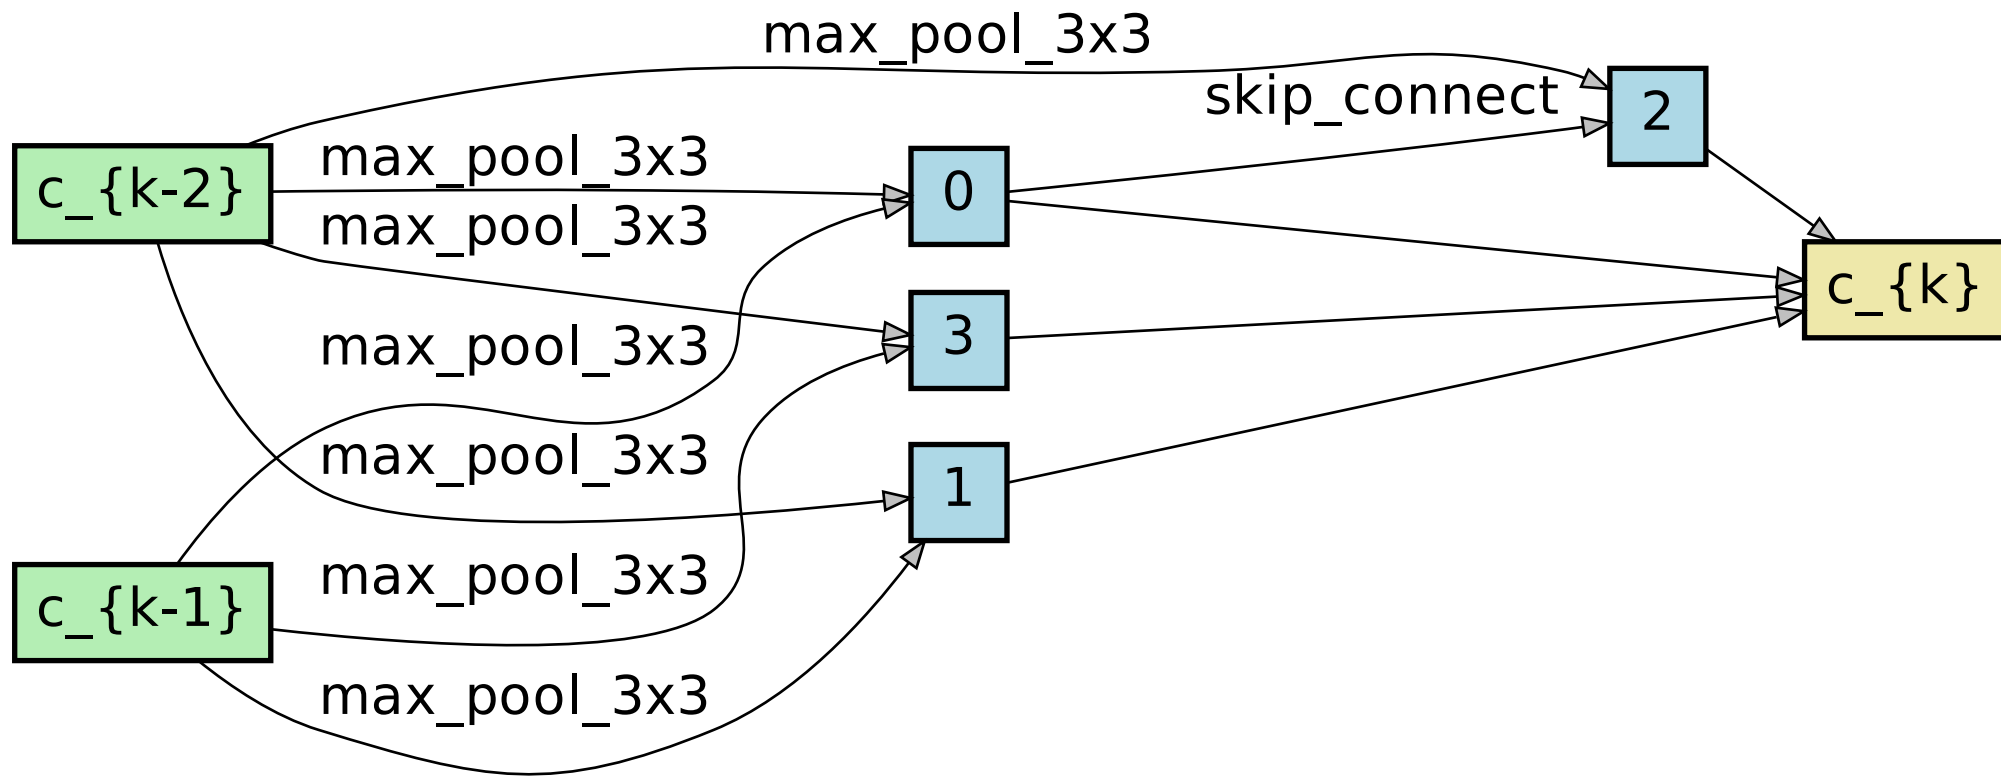 max_pool_3x3
skip_connect
2
c_{k-2}
max_pool_3x3
0
max_pool_3x3
c_{k}
max_pool_3x3
3
max_pool_3x3
1
c_{k-1}
max_pool_3x3
max_pool_3x3